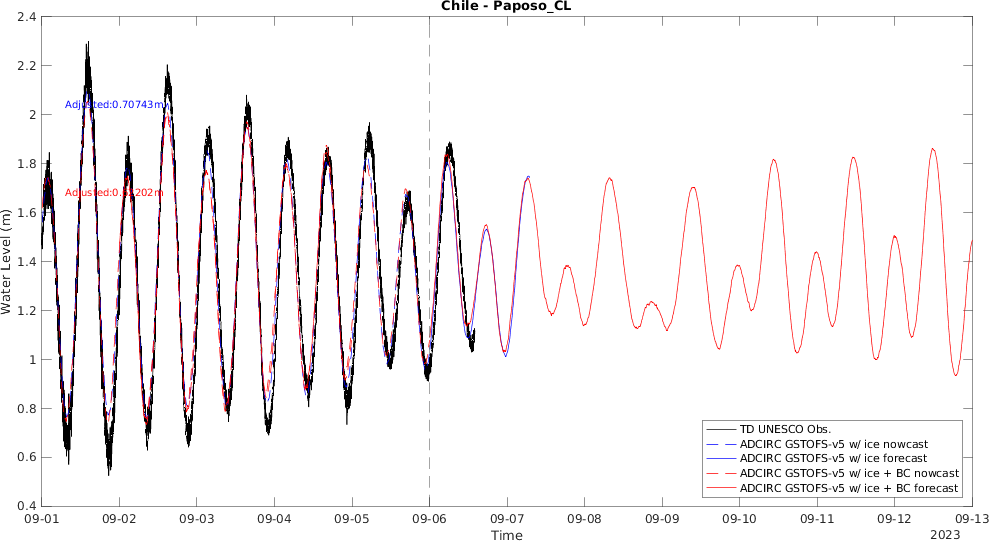 Chile - Paposo_CL
2.4
2.2
2
1.8
1.6
1.4
1.2
1
0.8
0.6
0.4
Water Level (m)
Adjusted:0.70743m
TD UNESCO Obs.
ADCIRC GSTOFS-v5 w/ ice nowcast
ADCIRC GSTOFS-v5 w/ ice forecast
ADCIRC GSTOFS-v5 w/ ice + BC nowcast
ADCIRC GSTOFS-v5 w/ ice + BC forecast
09-01 09-02 09-03 09-04 09-05 09-06 09-07 09-08 09-09 09-10 09-11 09-12 09-13
Time
2023